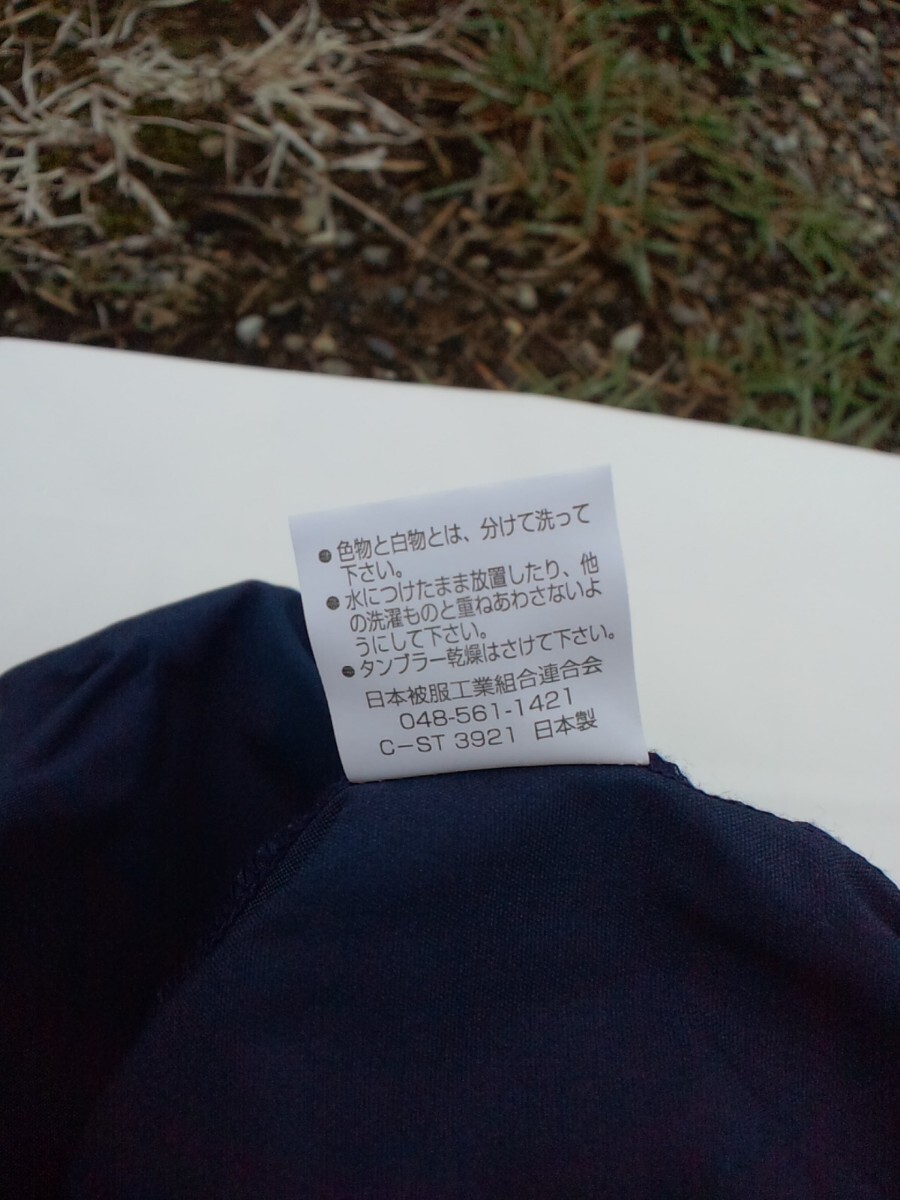 ●色物と白物とは、分けて洗って
下さい。
●水につけたまま放置したり、他
の洗濯ものと重ねあわさないよ
うにして下さい。
●タンブラー乾燥はさけて下さい。
日本被服工業組合連合会
048-561-1421
C-ST 3921 日本製